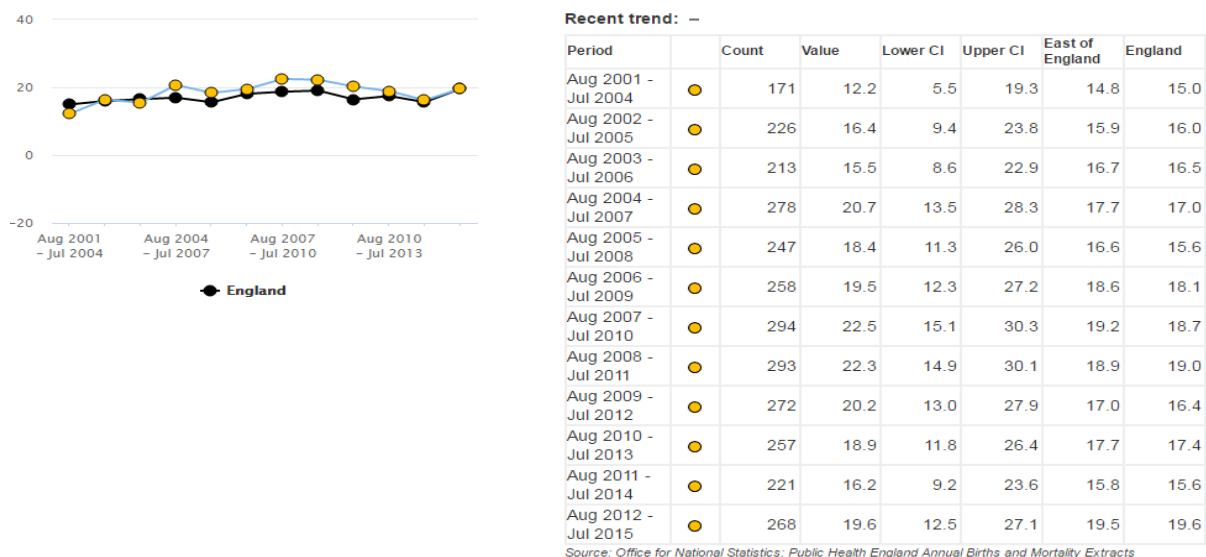 40
20
0
−20
Aug 2001
– Jul 2004
Aug 2004
– Jul 2007
Aug 2007
– Jul 2010
Aug 2010
– Jul 2013
England
Recent trend: –
Period Count Value Lower CI Upper CI East of England England
Aug 2001 - Jul 2004 171 12.2 5.5 19.3 14.8 15.0
Aug 2002 - Jul 2005 226 16.4 9.4 23.8 15.9 16.0
Aug 2003 - Jul 2006 213 15.5 8.6 22.9 16.7 16.5
Aug 2004 - Jul 2007 278 20.7 13.5 28.3 17.7 17.0
Aug 2005 - Jul 2008 247 18.4 11.3 26.0 16.6 15.6
Aug 2006 - Jul 2009 258 19.5 12.3 27.2 18.6 18.1
Aug 2007 - Jul 2010 294 22.5 15.1 30.3 19.2 18.7
Aug 2008 - Jul 2011 293 22.3 14.9 30.1 18.9 19.0
Aug 2009 - Jul 2012 272 20.2 13.0 27.9 17.0 16.4
Aug 2010 - Jul 2013 257 18.9 11.8 26.4 17.7 17.4
Aug 2011 - Jul 2014 221 16.2 9.2 23.6 15.8 15.6
Aug 2012 - Jul 2015 268 19.6 12.5 27.1 19.5 19.6
Source: Office for National Statistics: Public Health England Annual Births and Mortality Extracts